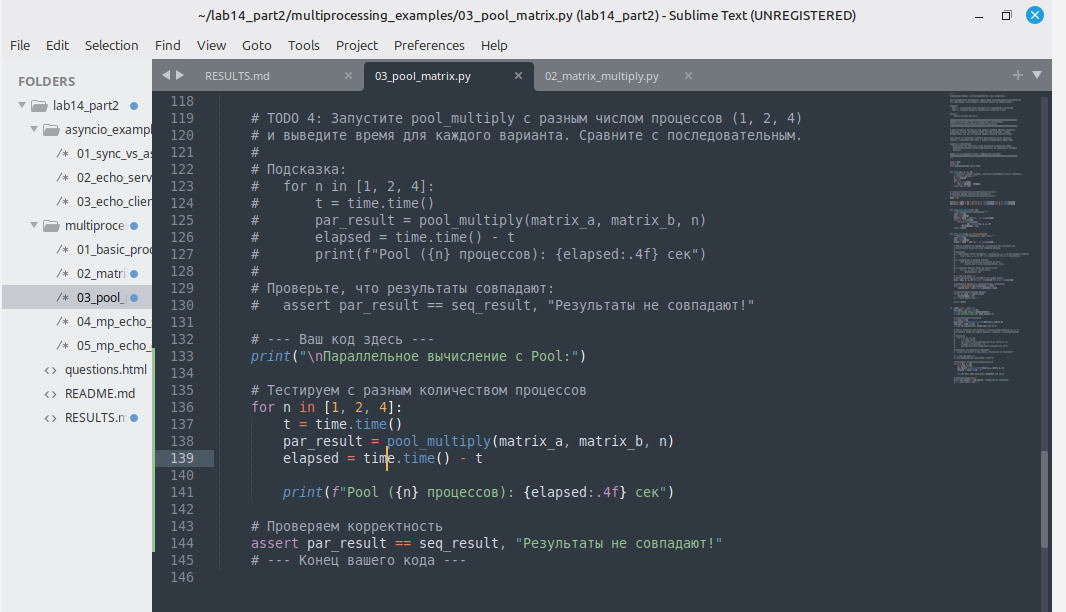 ~/lab14_part2/multiprocessing_examples/03_pool_matrix.py (lab14_part2) - Sublime Text (UNREGISTERED)
File Edit Selection Find View Goto Tools Project Preferences Help
FOLDERS
lab14_part2
asyncio_exampl
/* 01_sync_vs_as
/* 02_echo_serv
/* 03_echo_clien
multiproce
/* 01_basic_proc
/* 02_matri
/* 03_pool_
/* 04_mp_echo_
/* 05_mp_echo_
<> questions.html
<> README.md
<> RESULTS.m
RESULTS.md
03_pool_matrix.py
02_matrix_multiply.py
118
119 # TODO 4: Запустите pool_multiply с разным числом процессов (1, 2, 4)
120 # и выведите время для каждого варианта. Сравните с последовательным.
121 #
122 # Подсказка:
123 #   for n in [1, 2, 4]:
124 #       t = time.time()
125 #       par_result = pool_multiply(matrix_a, matrix_b, n)
126 #       elapsed = time.time() - t
127 #       print(f"Pool ({n} процессов): {elapsed:.4f} сек")
128 #
129 # Проверьте, что результаты совпадают:
130 #   assert par_result == seq_result, "Результаты не совпадают!"
131
132 # --- Ваш код здесь ---
133 print("\nПараллельное вычисление с Pool:")
134
135 # Тестируем с разным количеством процессов
136 for n in [1, 2, 4]:
137     t = time.time()
138     par_result = pool_multiply(matrix_a, matrix_b, n)
139     elapsed = time.time() - t
140
141     print(f"Pool ({n} процессов): {elapsed:.4f} сек")
142
143 # Проверяем корректность
144 assert par_result == seq_result, "Результаты не совпадают!"
145 # --- Конец вашего кода ---
146